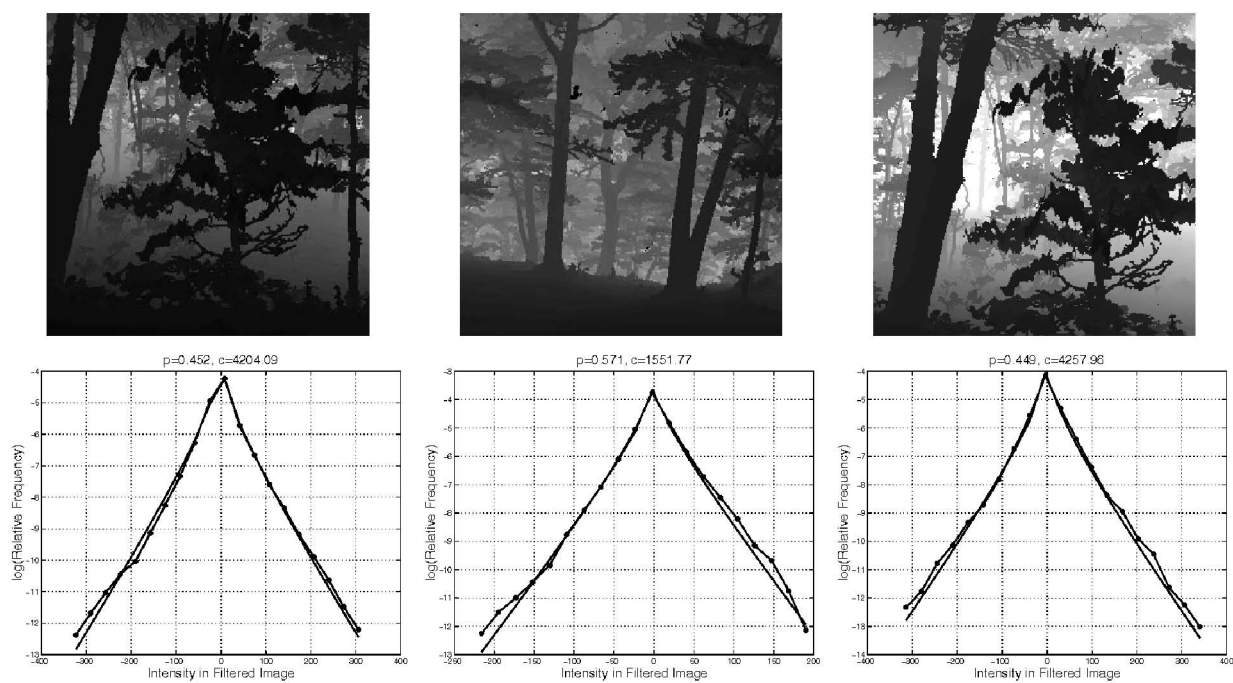 p=0.452, c=4204.09
log(Relative Frequency)
-4
-5
-6
-7
-8
-9
-10
-11
-12
-13
-400 -300 -200 -100 0 100 200 300 400
Intensity in Filtered Image
p=0.571, c=1551.77
log(Relative Frequency)
-3
-4
-5
-6
-7
-8
-9
-10
-11
-12
-13
-250 -200 -150 -100 -50 0 50 100 150 200
Intensity in Filtered Image
p=0.449, c=4257.96
log(Relative Frequency)
-4
-5
-6
-7
-8
-9
-10
-11
-12
-13
-14
-400 -300 -200 -100 0 100 200 300 400
Intensity in Filtered Image